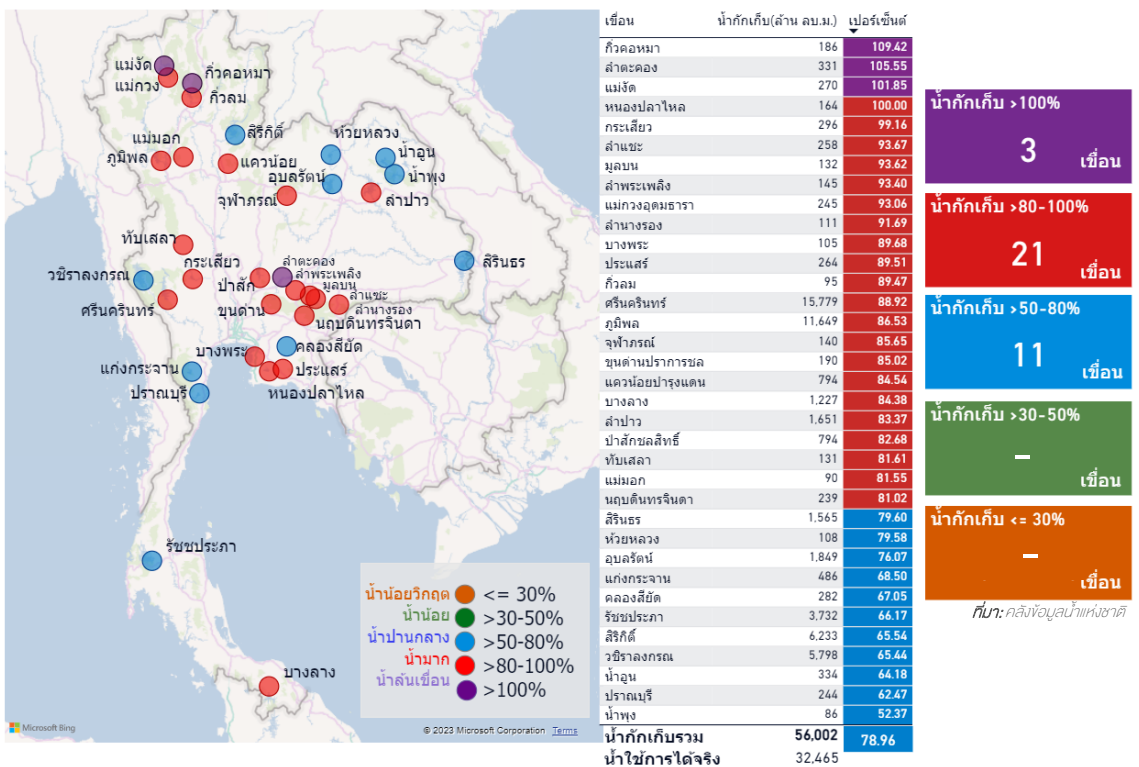 แม่งัด
แม่กวง
กิ่วคอหมา
กิ่วลม
แม่มอก
ภูมิพล
สิริกิติ์
แควน้อย
ห้วยหลวง
น้ำอูน
น้ำพุง
อุบลรัตน์
จุฬาภรณ์
ลำปาว
ทับเสลา
กระเสียว
วชิราลงกรณ
ศรีนครินทร์
ป่าสัก
ขุนด่าน
ลำตะคอง
ลำพระเพลิง
มูลบน
ลำแชะ
ลำนางรอง
นฤบดินทรจินดา
สิรินธร
คลองสียัด
บางพระ
ประแสร์
หนองปลาไหล
แก่งกระจาน
ปราณบุรี
รัชชประภา
บางลาง
น้ำน้อยวิกฤต <= 30%
น้ำน้อย >30-50%
น้ำปานกลาง >50-80%
น้ำมาก >80-100%
น้ำล้นเขื่อน >100%
Microsoft Bing
© 2023 Microsoft Corporation Terms
เขื่อน น้ำกักเก็บ(ล้าน ลบ.ม.) เปอร์เซ็นต์
กิ่วคอหมา 186 109.42
ลำตะคอง 331 105.55
แม่งัด 270 101.85
หนองปลาไหล 164 100.00
กระเสียว 296 99.16
ลำแชะ 258 93.67
มูลบน 132 93.62
ลำพระเพลิง 145 93.40
แม่กวงอุดมธารา 245 93.06
ลำนางรอง 111 91.69
บางพระ 105 89.68
ประแสร์ 264 89.51
กิ่วลม 95 89.47
ศรีนครินทร์ 15,779 88.92
ภูมิพล 11,649 86.53
จุฬาภรณ์ 140 85.65
ขุนด่านปราการชล 190 85.02
แควน้อยบำรุงแดน 794 84.54
บางลาง 1,227 84.38
ลำปาว 1,651 83.37
ป่าสักชลสิทธิ์ 794 82.68
ทับเสลา 131 81.61
แม่มอก 90 81.55
นฤบดินทรจินดา 239 81.02
สิรินธร 1,565 79.60
ห้วยหลวง 108 79.58
อุบลรัตน์ 1,849 76.07
แก่งกระจาน 486 68.50
คลองสียัด 282 67.05
รัชชประภา 3,732 66.17
สิริกิติ์ 6,233 65.54
วชิราลงกรณ 5,798 65.44
น้ำอูน 334 64.18
ปราณบุรี 244 62.47
น้ำพุง 86 52.37
น้ำกักเก็บรวม 56,002 78.96
น้ำใช้การได้จริง 32,465
น้ำกักเก็บ >100%
3 เขื่อน
น้ำกักเก็บ >80-100%
21 เขื่อน
น้ำกักเก็บ >50-80%
11 เขื่อน
น้ำกักเก็บ >30-50%
– เขื่อน
น้ำกักเก็บ <= 30%
– เขื่อน
ที่มา: คลังข้อมูลน้ำแห่งชาติ